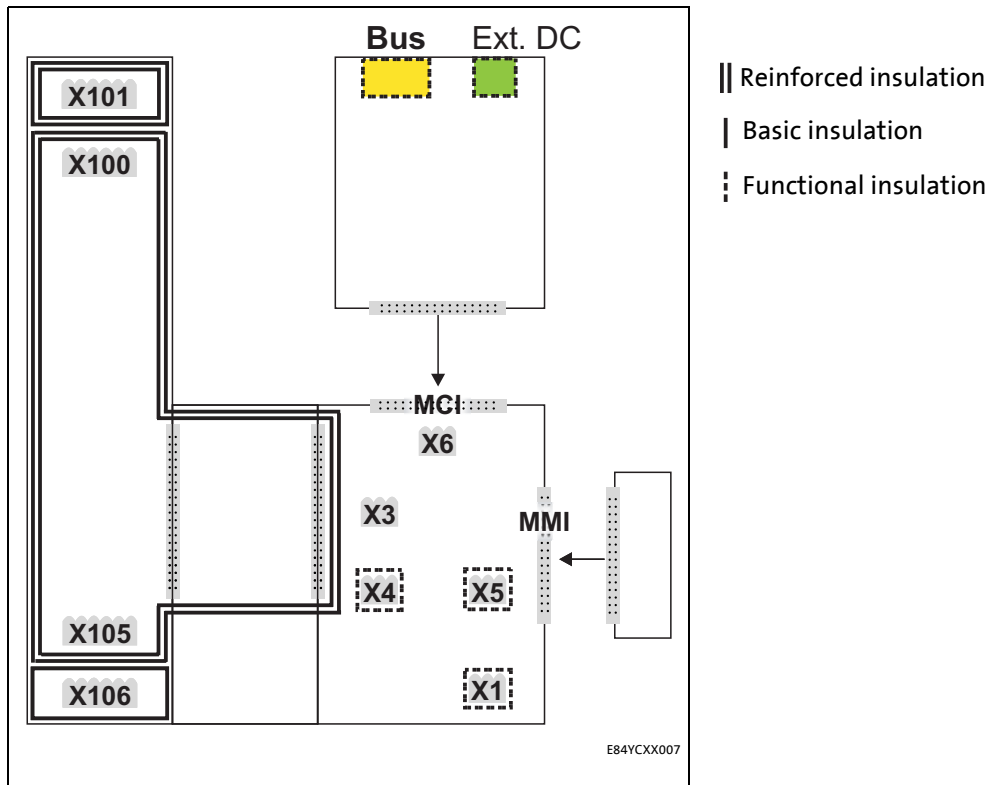 Bus Ext. DC
X101
X100
Reinforced insulation
Basic insulation
Functional insulation
MCI
X6
X3
MMI
X4
X5
X105
X106
X1
E84YCXX007